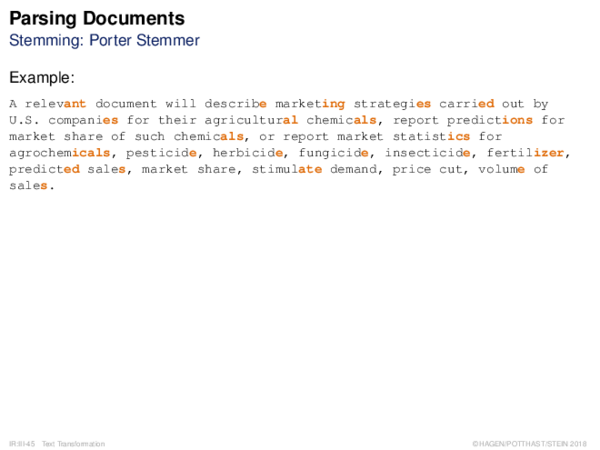 Parsing Documents
Stemming: Porter Stemmer
Example:
A relevant document will describe marketing strategies carried out by
U.S. companies for their agricultural chemicals, report predictions for
market share of such chemicals, or report market statistics for
agrochemicals, pesticide, herbicide, fungicide, insecticide, fertilizer,
predicted sales, market share, stimulate demand, price cut, volume of
sales.
IR:III-45 Text Transformation
©HAGEN/POTTHAST/STEIN 2018